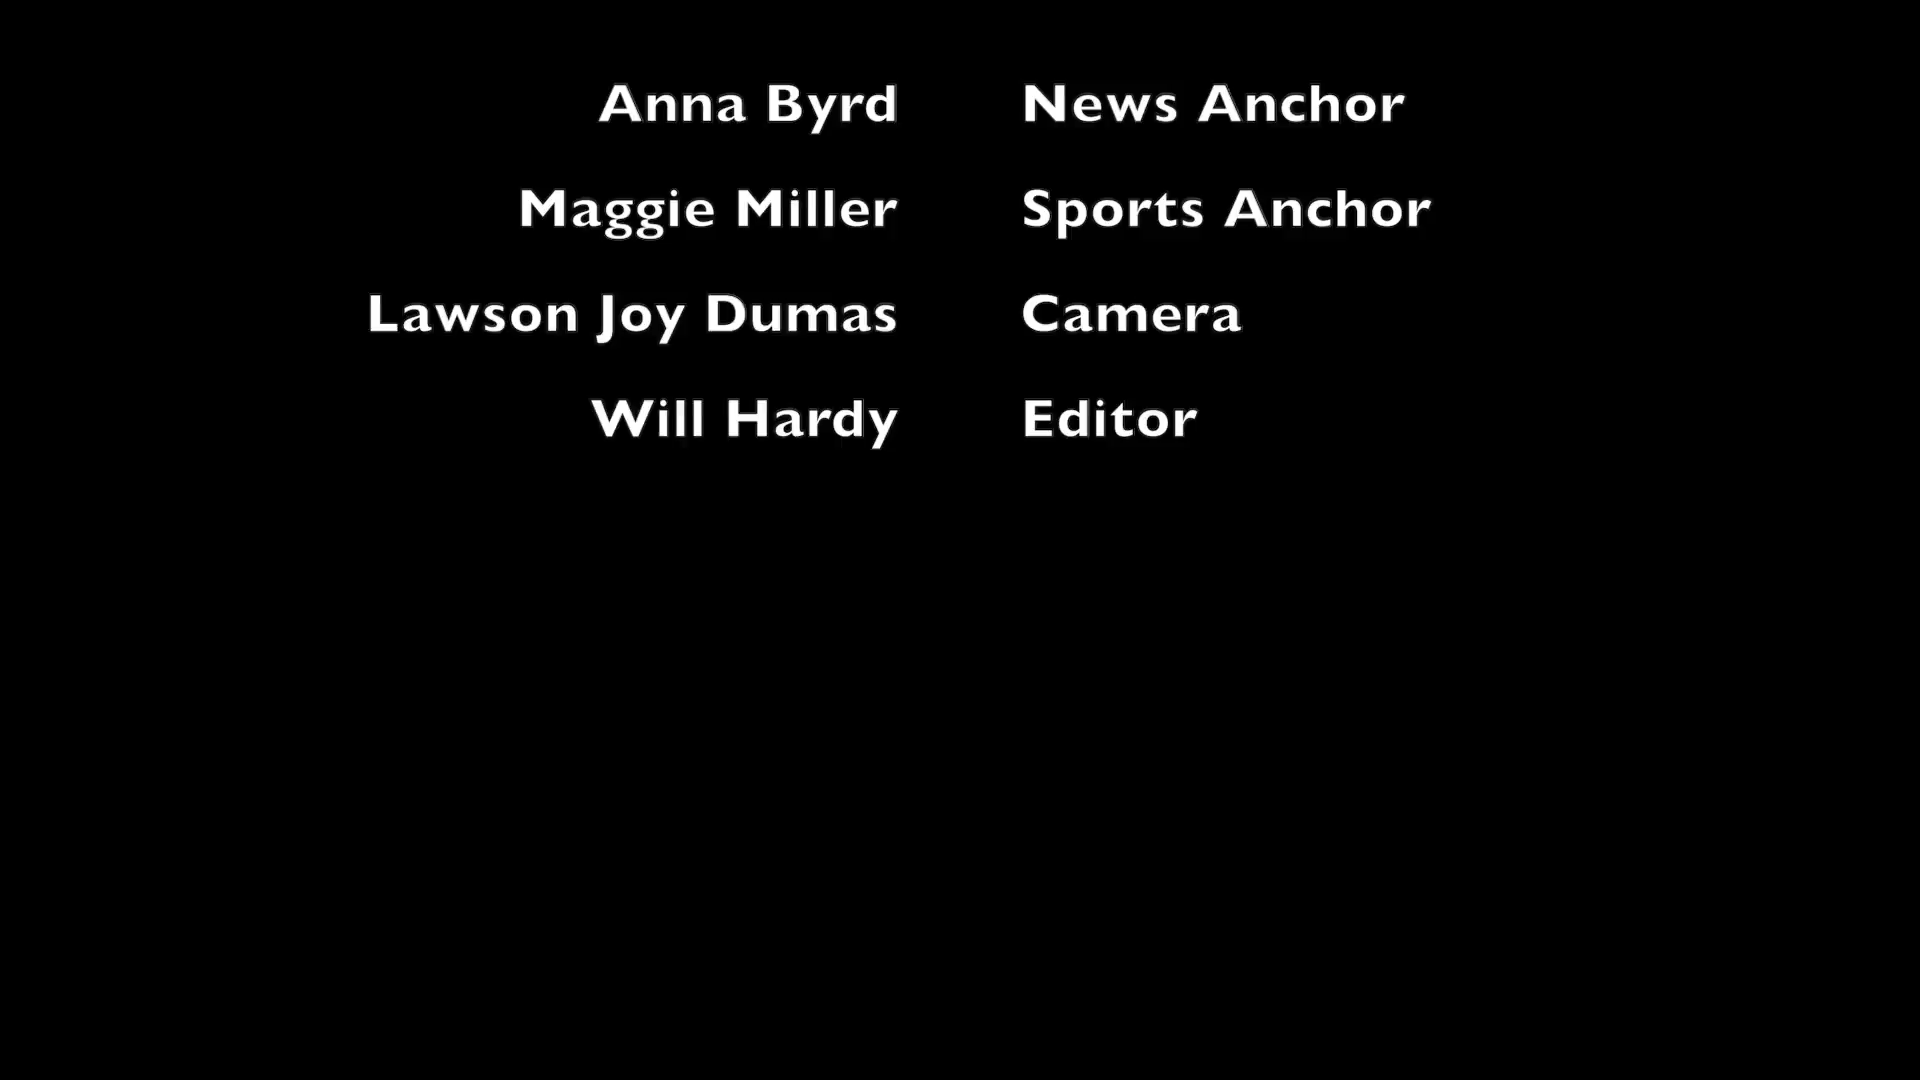 Anna Byrd News Anchor
Maggie Miller Sports Anchor
Lawson Joy Dumas Camera
Will Hardy Editor